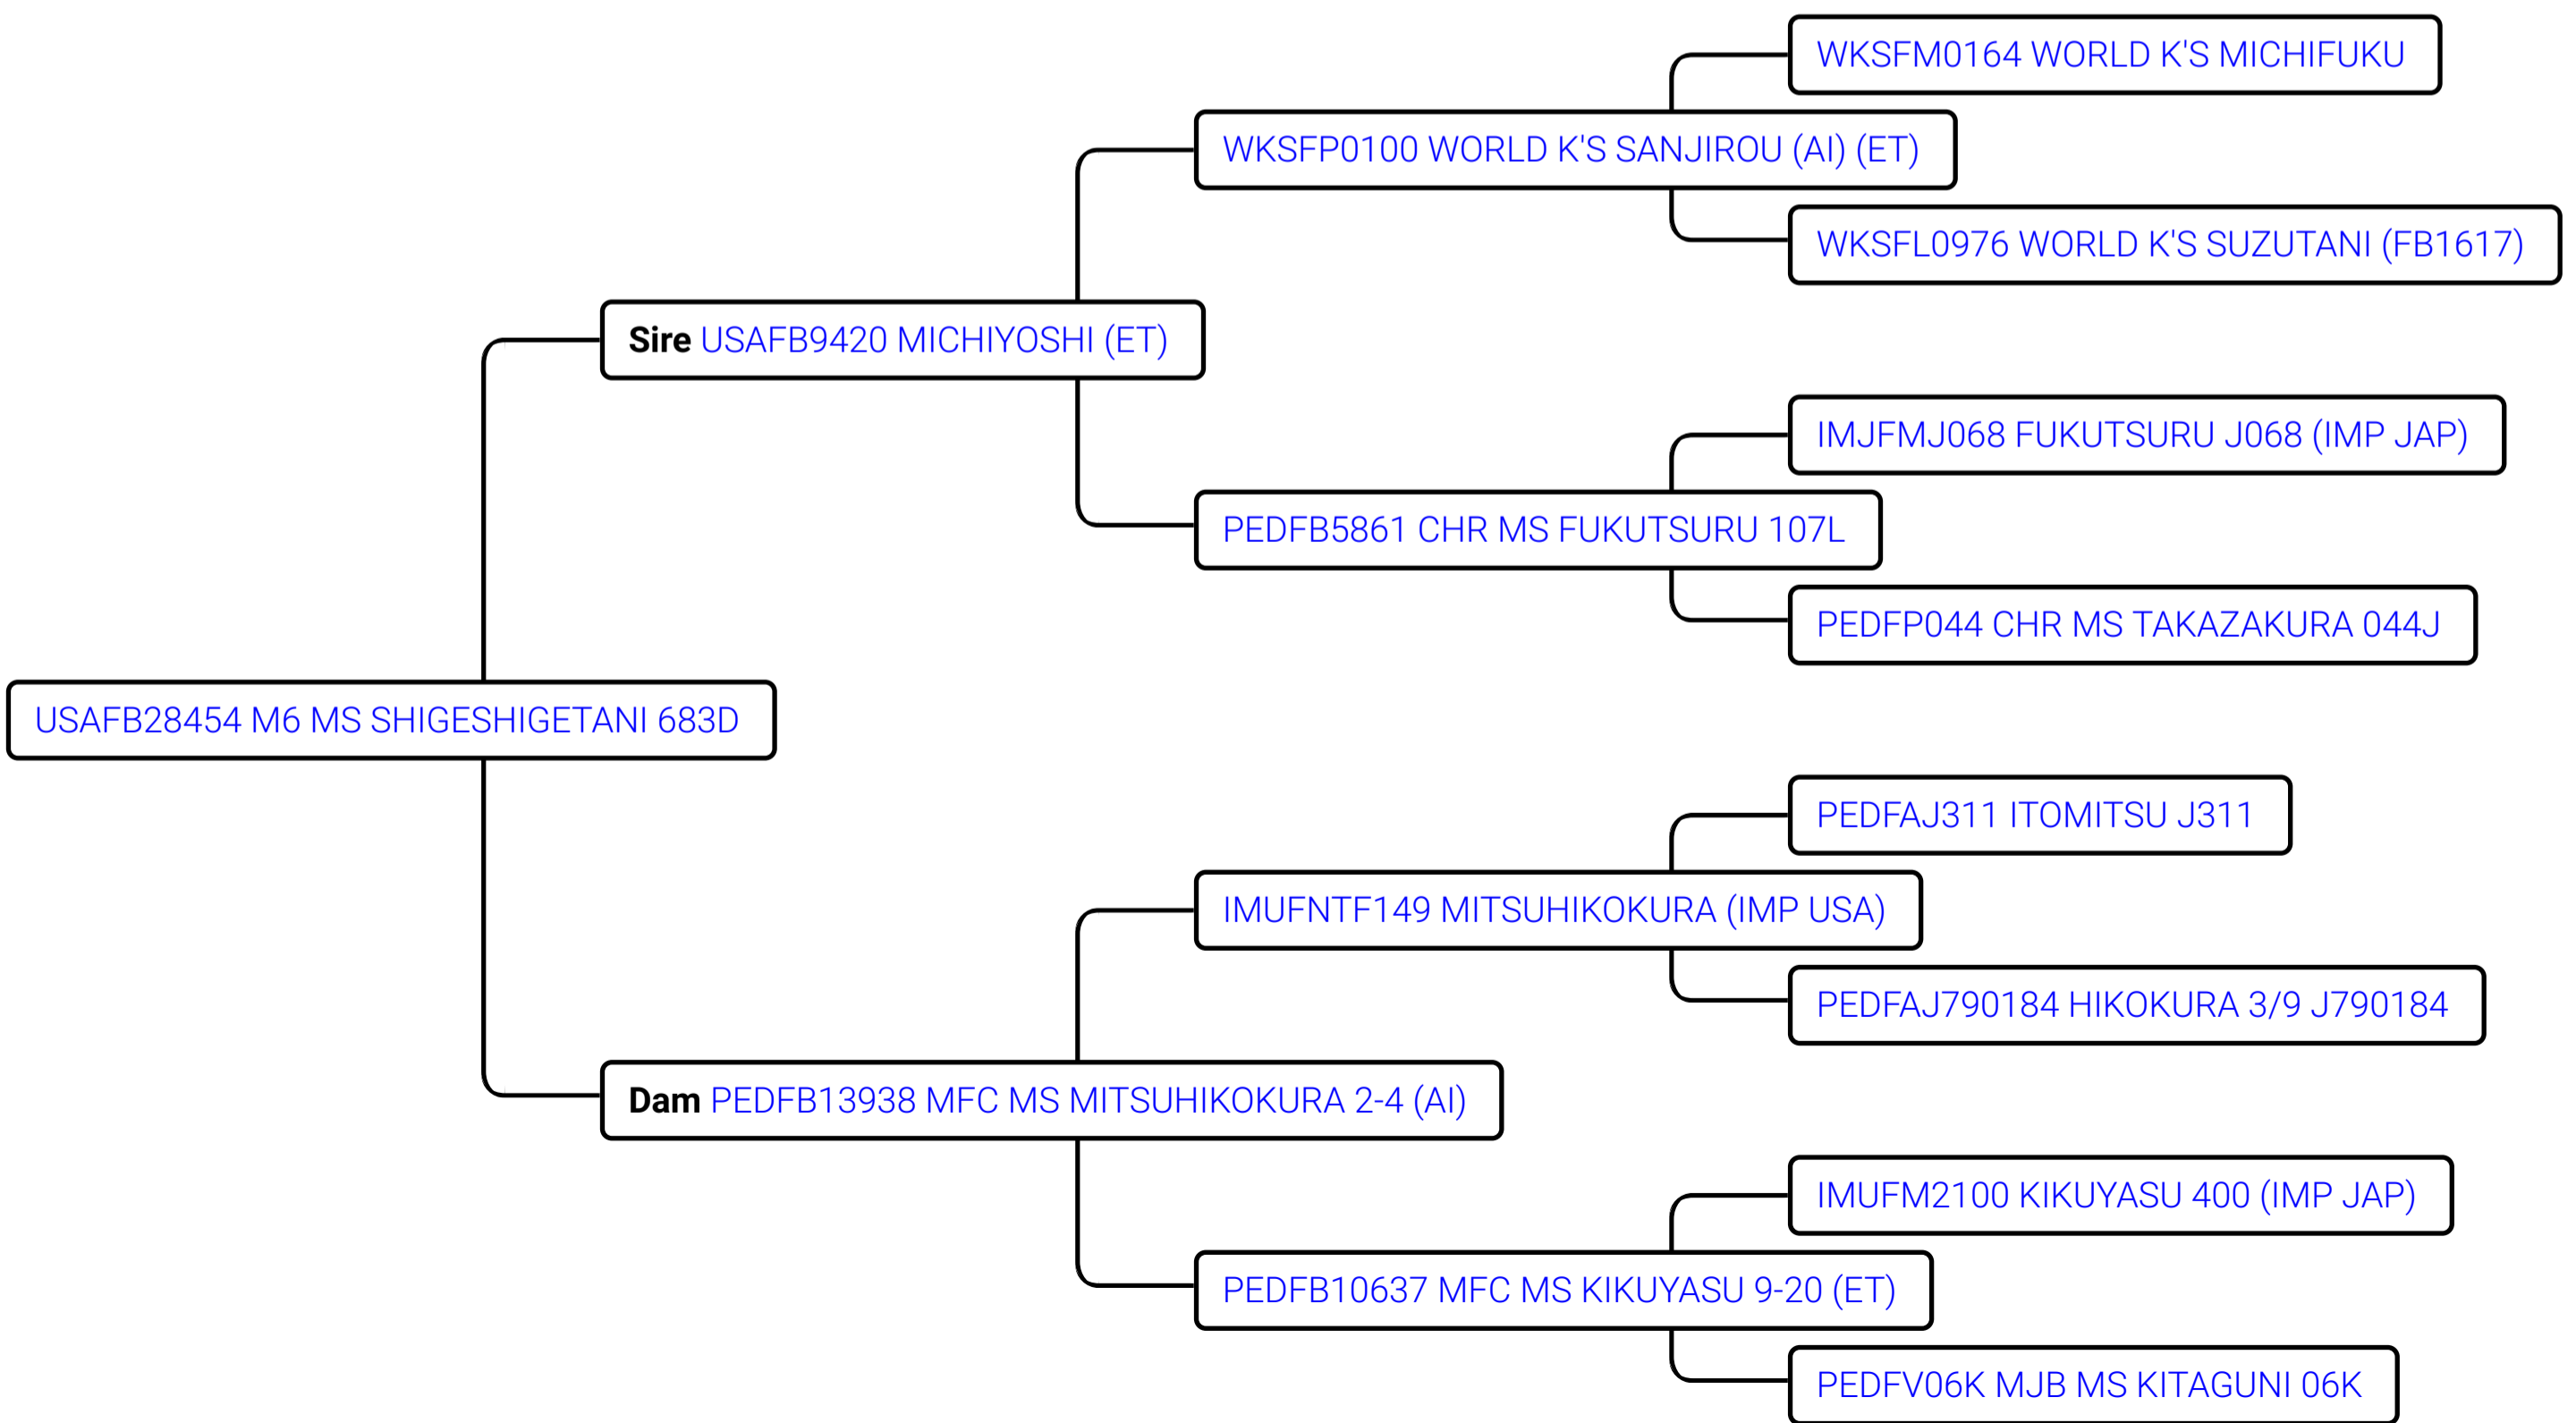 WKSFM0164 WORLD K'S MICHIFUKU
WKSFP0100 WORLD K'S SANJIROU (AI) (ET)
WKSFL0976 WORLD K'S SUZUTANI (FB1617)
Sire USAFB9420 MICHIYOSHI (ET)
IMJFMJ068 FUKUTSURU J068 (IMP JAP)
PEDFB5861 CHR MS FUKUTSURU 107L
PEDFP044 CHR MS TAKAZAKURA 044J
USAFB28454 M6 MS SHIGESHIGETANI 683D
PEDFAJ311 ITOMITSU J311
IMUFNTF149 MITSUHIKOKURA (IMP USA)
PEDFAJ790184 HIKOKURA 3/9 J790184
Dam PEDFB13938 MFC MS MITSUHIKOKURA 2-4 (AI)
IMUFM2100 KIKUYASU 400 (IMP JAP)
PEDFB10637 MFC MS KIKUYASU 9-20 (ET)
PEDFV06K MJB MS KITAGUNI 06K